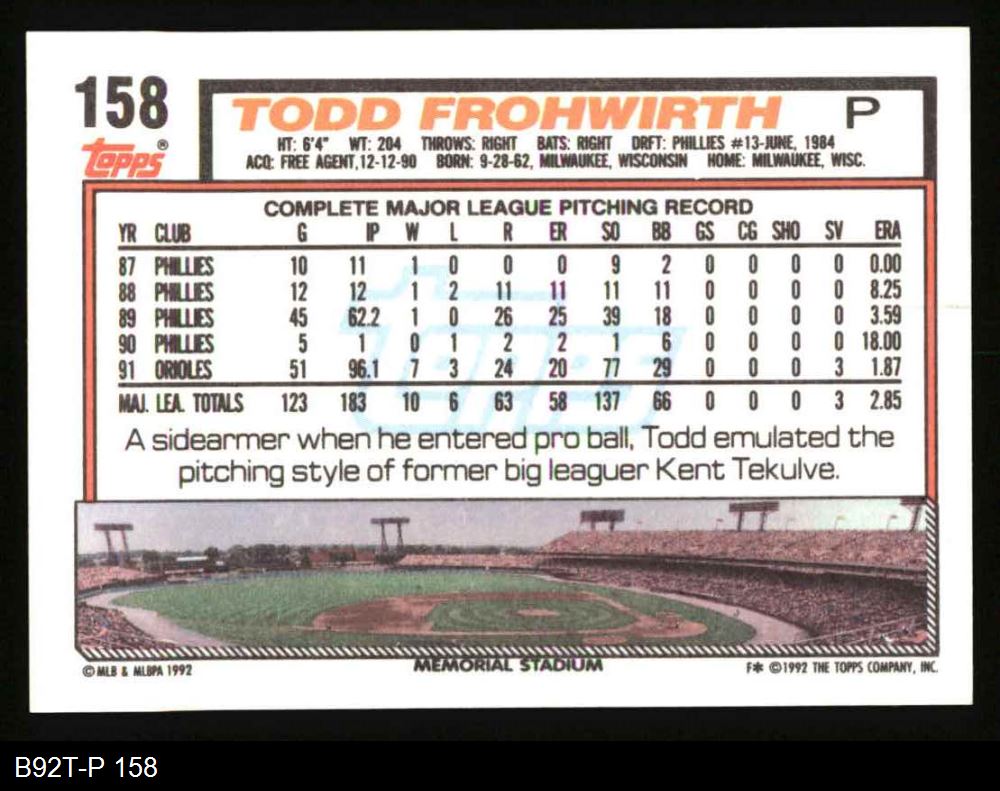 158
TODD FROHWIRTH P
Topps®
HT: 6'4" WT: 204 THROWS: RIGHT BATS: RIGHT DRFT: PHILLIES #13-JUNE, 1984
ACQ: FREE AGENT, 12-12-90 BORN: 9-28-62, MILWAUKEE, WISCONSIN HOME: MILWAUKEE, WISC.
COMPLETE MAJOR LEAGUE PITCHING RECORD
YR CLUB G IP W L R ER SO BB GS CG SHO SV ERA
87 PHILLIES 10 11 1 0 0 0 9 2 0 0 0 0 0.00
88 PHILLIES 12 12 1 2 11 11 11 11 0 0 0 0 8.25
89 PHILLIES 45 62.2 1 0 26 25 39 18 0 0 0 0 3.59
90 PHILLIES 5 1 0 1 2 2 1 6 0 0 0 0 18.00
91 ORIOLES 51 96.1 7 3 24 20 77 29 0 0 0 3 1.87
MAJ. LEA. TOTALS 123 183 10 6 63 58 137 66 0 0 0 3 2.85
Topps
A sidearmer when he entered pro ball, Todd emulated the
pitching style of former big leaguer Kent Tekulve.
© MLB & MLBPA 1992 MEMORIAL STADIUM F* © 1992 THE TOPPS COMPANY, INC.
B92T-P 158